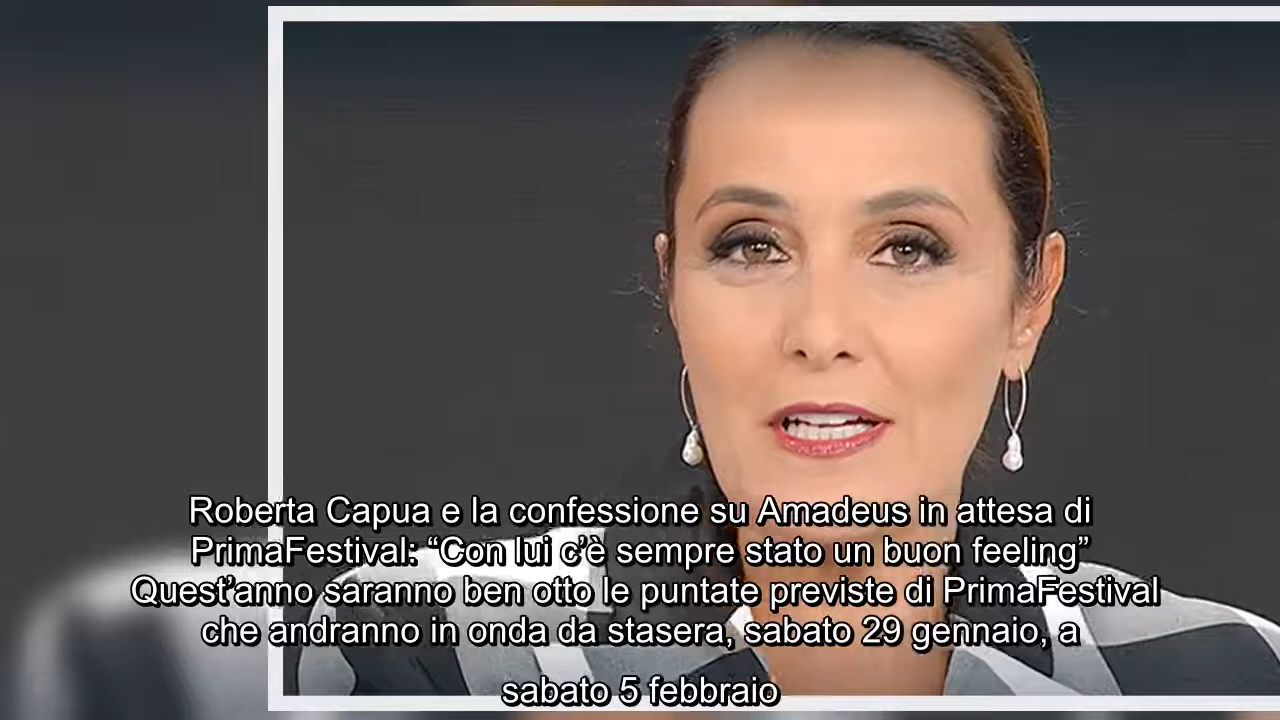 Roberta Capua e la confessione su Amadeus in attesa di
PrimaFestival: “Con lui c’è sempre stato un buon feeling”
Quest’anno saranno ben otto le puntate previste di PrimaFestival
che andranno in onda da stasera, sabato 29 gennaio, a
sabato 5 febbraio